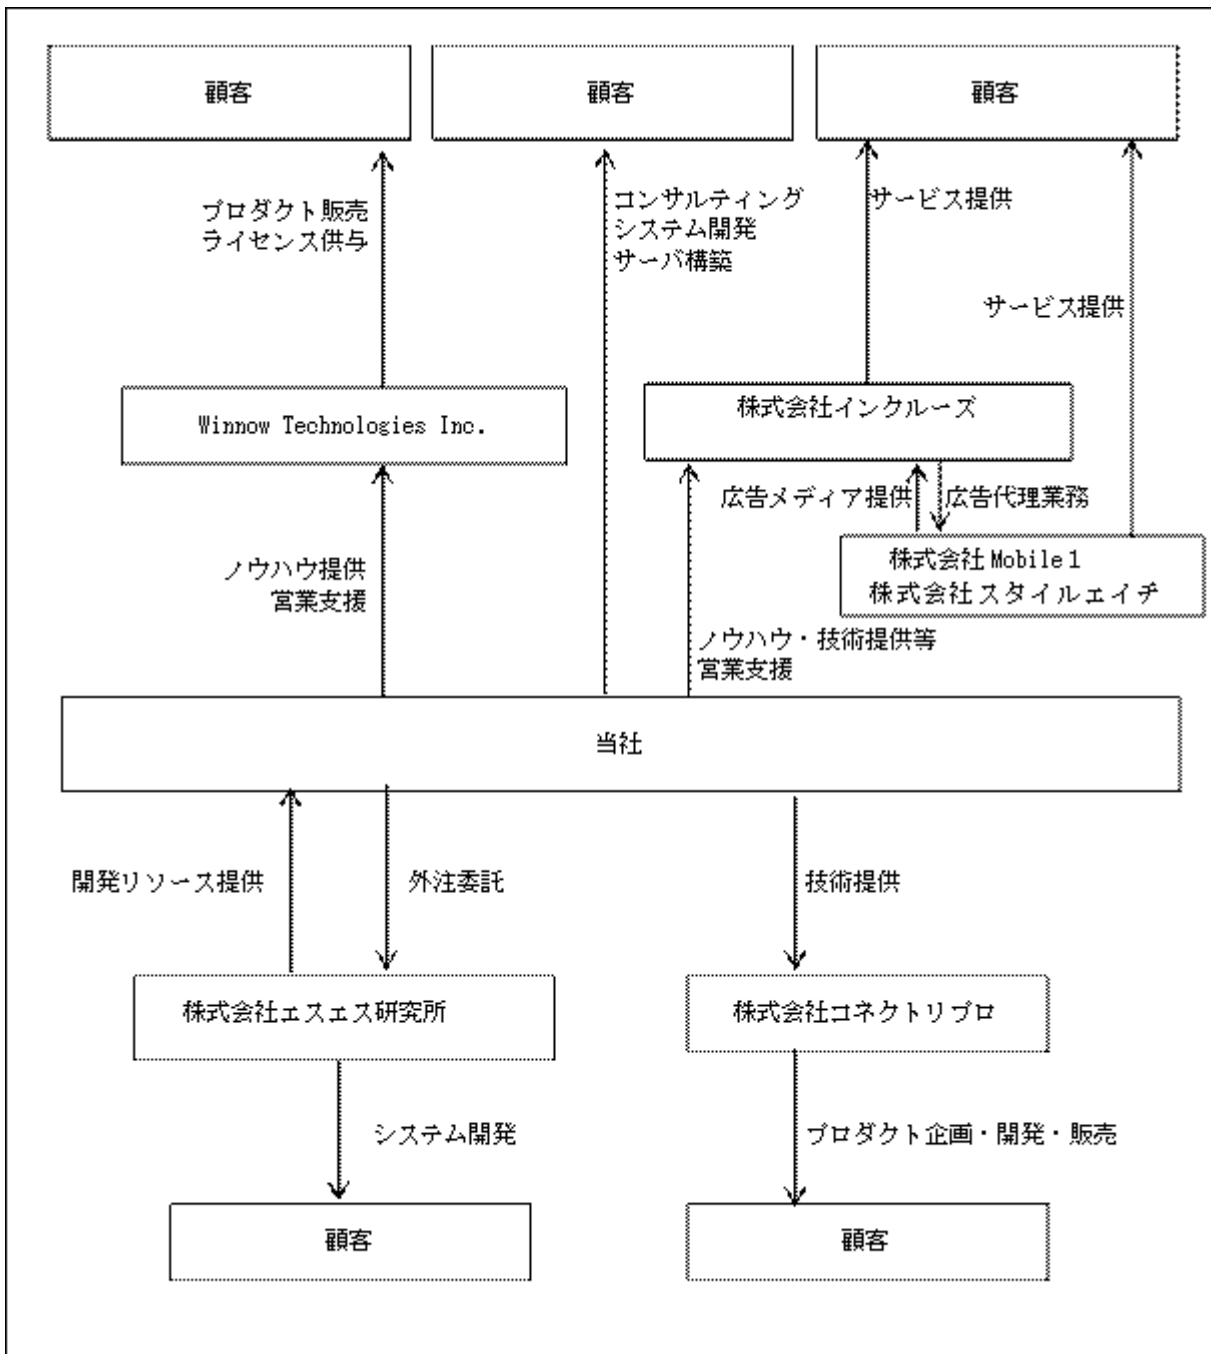 顧客
顧客
顧客
プロダクト販売
ライセンス供与
コンサルティング
システム開発
サーバ構築
サービス提供
サービス提供
Winnow Technologies Inc.
株式会社インクルーズ
広告メディア提供
広告代理業務
株式会社Mobile1
株式会社スタイルエイチ
ノウハウ提供
営業支援
ノウハウ・技術提供等
営業支援
当社
開発リソース提供
外注委託
技術提供
株式会社エスエス研究所
株式会社コネクトリプロ
システム開発
プロダクト企画・開発・販売
顧客
顧客